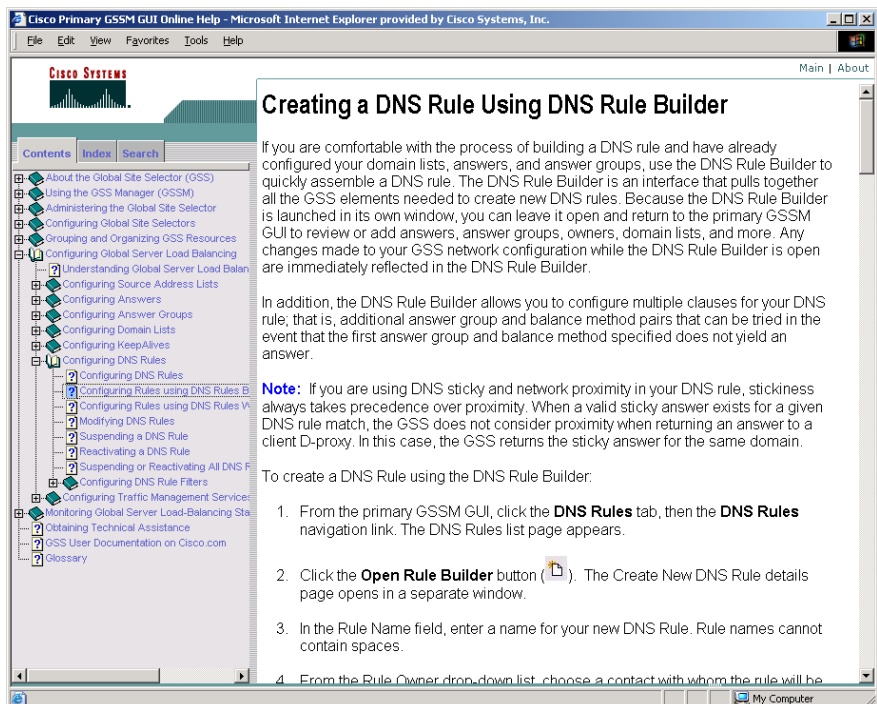 Cisco Primary GSSM GUI Online Help - Microsoft Internet Explorer provided by Cisco Systems, Inc.
File Edit View Favorites Tools Help
CISCO SYSTEMS
Main | About
Contents Index Search
About the Global Site Selector (GSS)
Using the GSS Manager (GSSM)
Administering the Global Site Selector
Configuring Global Site Selectors
Grouping and Organizing GSS Resources
Configuring Global Server Load Balancing
Understanding Global Server Load Balan
Configuring Source Address Lists
Configuring Answers
Configuring Answer Groups
Configuring Domain Lists
Configuring KeepAlives
Configuring DNS Rules
Configuring DNS Rules
Configuring Rules using DNS Rules B
Configuring Rules using DNS Rules W
Modifying DNS Rules
Suspending a DNS Rule
Reactivating a DNS Rule
Suspending or Reactivating All DNS R
Configuring DNS Rule Filters
Configuring Traffic Management Services
Monitoring Global Server Load-Balancing Sta
Obtaining Technical Assistance
GSS User Documentation on Cisco.com
Glossary
Creating a DNS Rule Using DNS Rule Builder
If you are comfortable with the process of building a DNS rule and have already
configured your domain lists, answers, and answer groups, use the DNS Rule Builder to
quickly assemble a DNS rule. The DNS Rule Builder is an interface that pulls together
all the GSS elements needed to create new DNS rules. Because the DNS Rule Builder
is launched in its own window, you can leave it open and return to the primary GSSM
GUI to review or add answers, answer groups, owners, domain lists, and more. Any
changes made to your GSS network configuration while the DNS Rule Builder is open
are immediately reflected in the DNS Rule Builder.
In addition, the DNS Rule Builder allows you to configure multiple clauses for your DNS
rule; that is, additional answer group and balance method pairs that can be tried in the
event that the first answer group and balance method specified does not yield an
answer.
Note: If you are using DNS sticky and network proximity in your DNS rule, stickiness
always takes precedence over proximity. When a valid sticky answer exists for a given
DNS rule match, the GSS does not consider proximity when returning an answer to a
client D-proxy. In this case, the GSS returns the sticky answer for the same domain.
To create a DNS Rule using the DNS Rule Builder:
1. From the primary GSSM GUI, click the DNS Rules tab, then the DNS Rules
navigation link. The DNS Rules list page appears.
2. Click the Open Rule Builder button ( ). The Create New DNS Rule details
page opens in a separate window.
3. In the Rule Name field, enter a name for your new DNS Rule. Rule names cannot
contain spaces.
4. From the Rule Owner drop-down list, choose a contact with whom the rule will be
My Computer